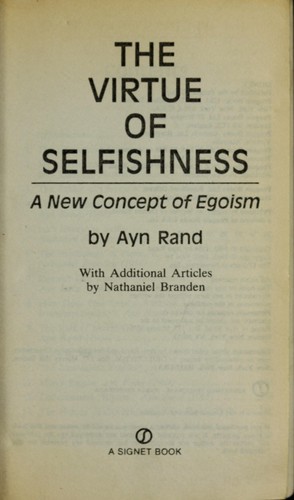 THE
VIRTUE
OF
SELFISHNESS
A New Concept of Egoism
by Ayn Rand
With Additional Articles
by Nathaniel Branden
A SIGNET BOOK